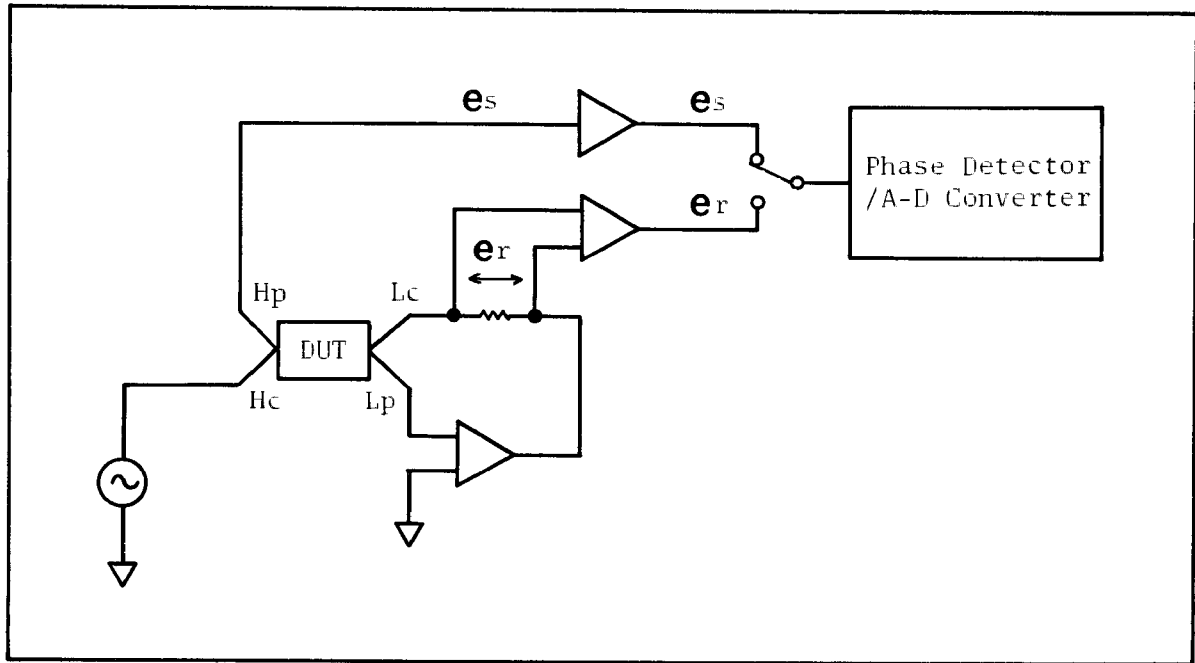 es
es
er
er
Hp
Lc
DUT
Hc
Lp
Phase Detector
/A-D Converter